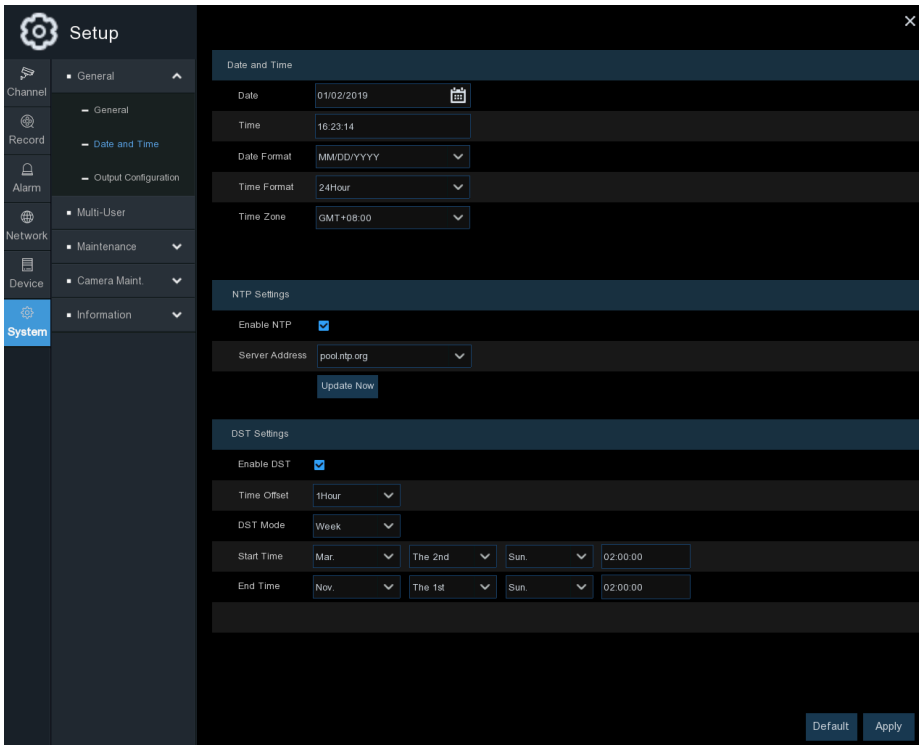 Setup
Channel
Record
Alarm
Network
Device
System
General
General
Date and Time
Output Configuration
Multi-User
Maintenance
Camera Maint.
Information
Date and Time
Date 01/02/2019
Time 16:23:14
Date Format MM/DD/YYYY
Time Format 24Hour
Time Zone GMT+08:00
NTP Settings
Enable NTP
Server Address pool.ntp.org
Update Now
DST Settings
Enable DST
Time Offset 1Hour
DST Mode Week
Start Time Mar. The 2nd Sun. 02:00:00
End Time Nov. The 1st Sun. 02:00:00
Default Apply